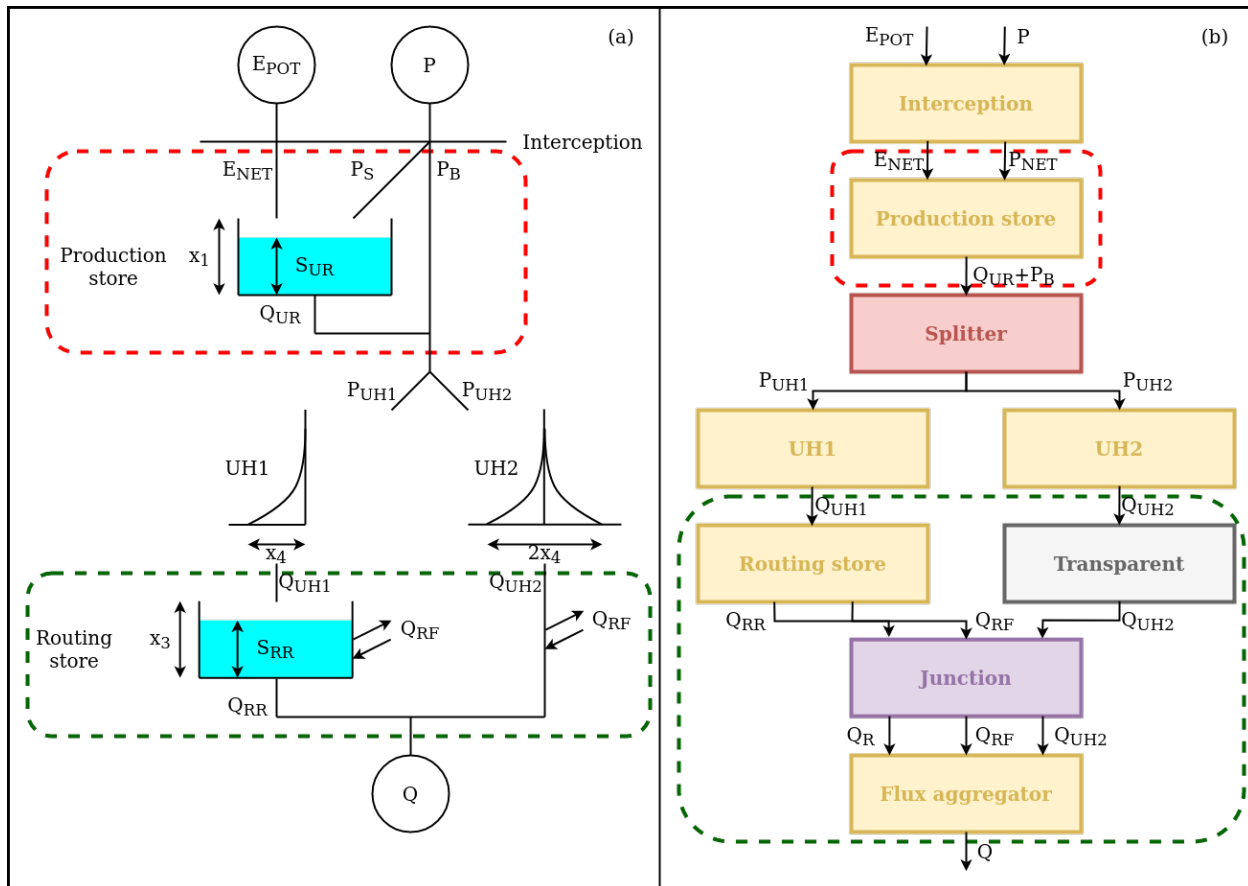 (a)
E_POT
P
Interception
E_NET
P_S
P_B
Production
store
x_1
S_UR
Q_UR
P_UH1
P_UH2
UH1
UH2
x_4
2x_4
Q_UH1
Q_UH2
Routing
store
x_3
S_RR
Q_RF
Q_RF
Q_RR
Q
(b)
E_POT
P
Interception
E_NET
P_NET
Production store
Q_UR+P_B
Splitter
P_UH1
P_UH2
UH1
UH2
Q_UH1
Q_UH2
Routing store
Transparent
Q_RR
Q_RF
Q_UH2
Junction
Q_R
Q_RF
Q_UH2
Flux aggregator
Q